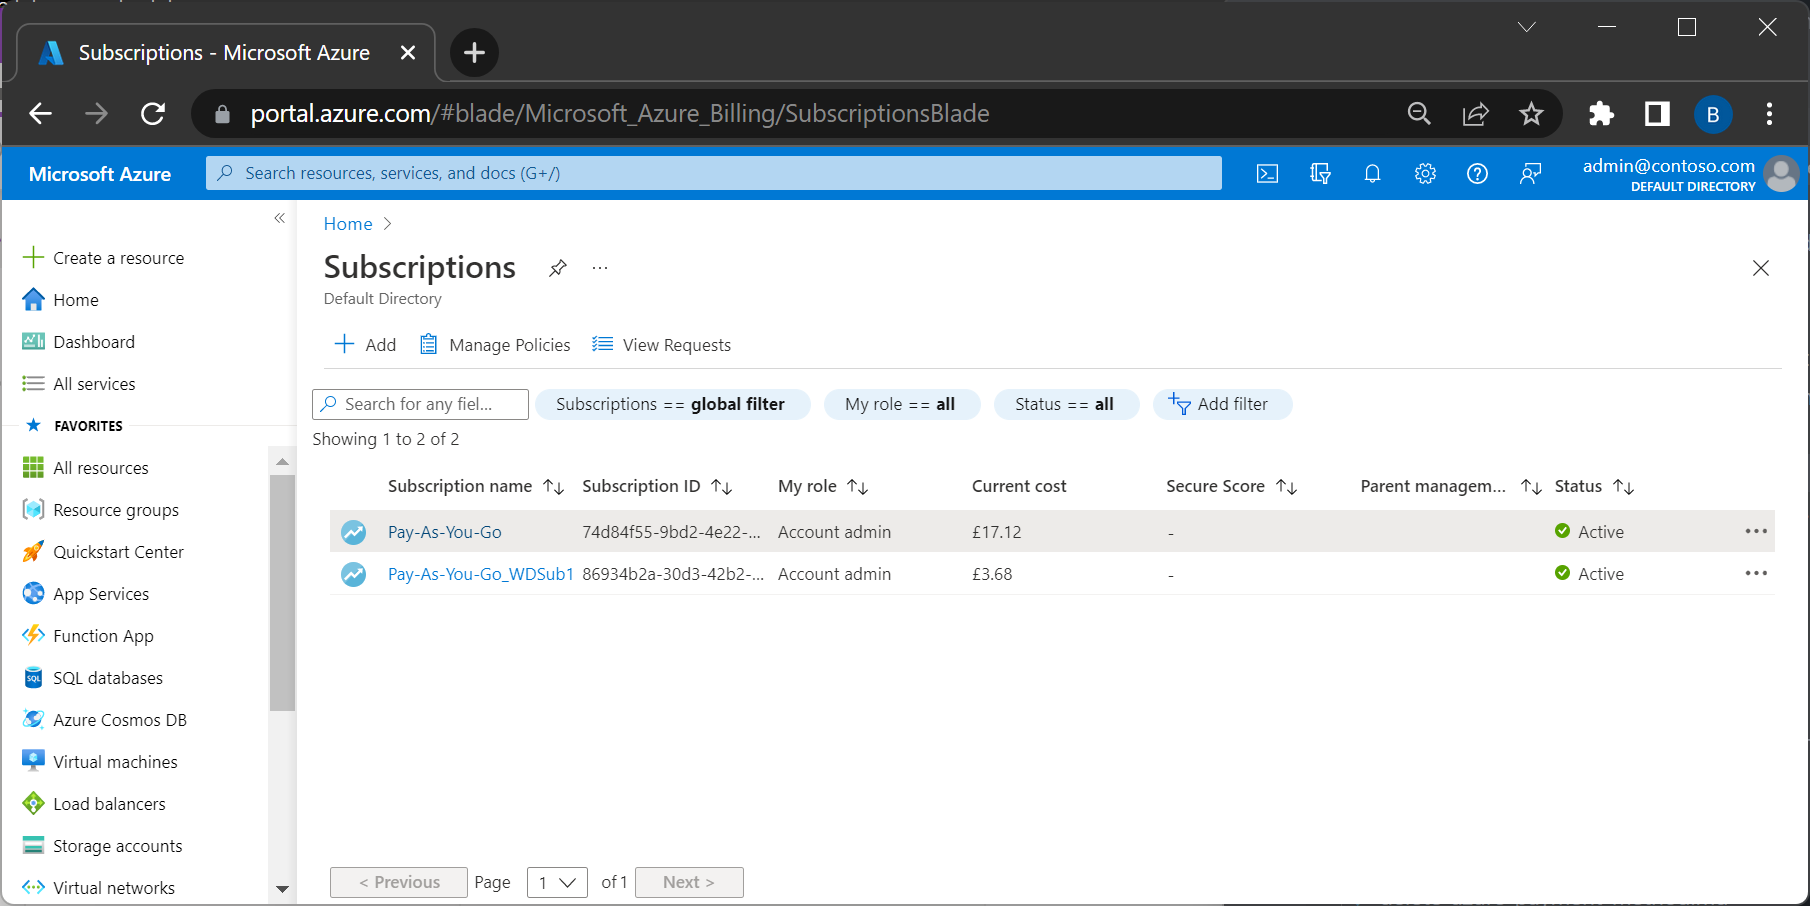 Subscriptions - Microsoft Azure
portal.azure.com/#blade/Microsoft_Azure_Billing/SubscriptionsBlade
B
Microsoft Azure
Search resources, services, and docs (G+/)
admin@contoso.com
DEFAULT DIRECTORY
Create a resource
Home
Dashboard
All services
FAVORITES
All resources
Resource groups
Quickstart Center
App Services
Function App
SQL
SQL databases
Azure Cosmos DB
Virtual machines
Load balancers
Storage accounts
Virtual networks
Home >
Subscriptions ...
Default Directory
Add Manage Policies View Requests
Search for any fiel... Subscriptions == global filter My role == all Status == all Add filter
Showing 1 to 2 of 2
Subscription name Subscription ID My role Current cost Secure Score Parent managem... Status
Pay-As-You-Go 74d84f55-9bd2-4e22-... Account admin £17.12 - Active ...
Pay-As-You-Go_WDSub1 86934b2a-30d3-42b2-... Account admin £3.68 - Active ...
< Previous Page 1 of 1 Next >